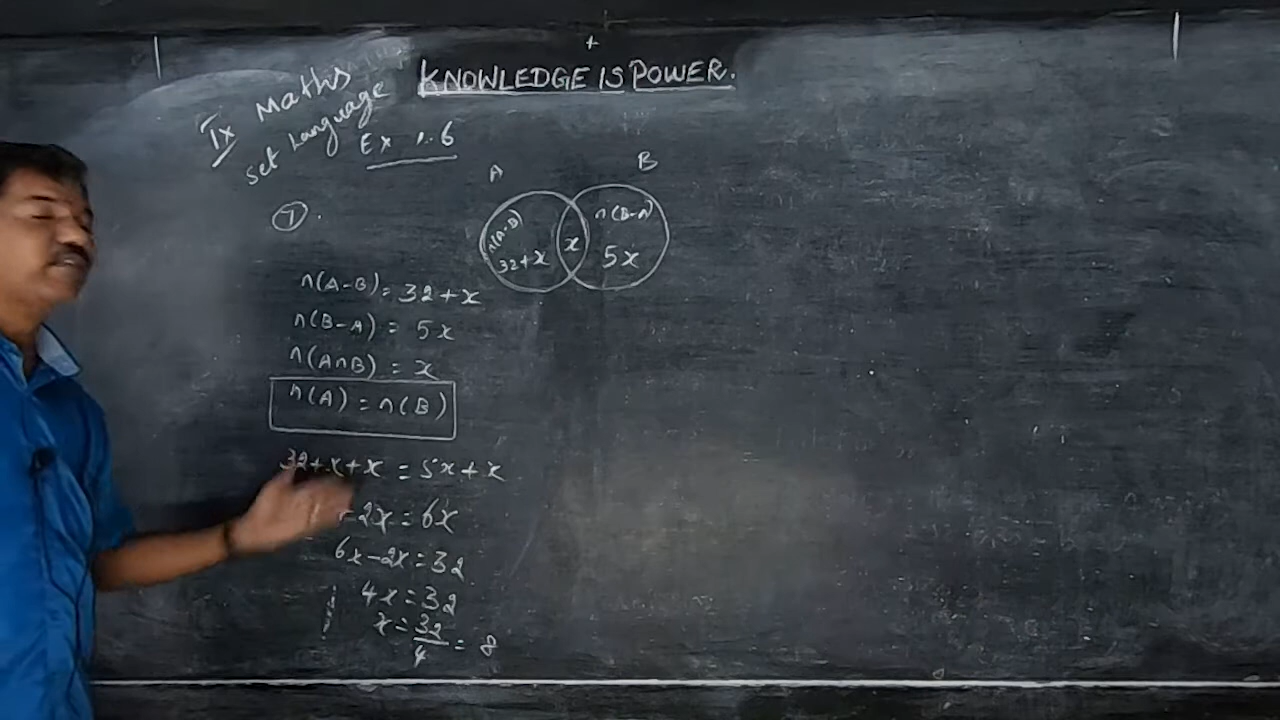 KNOWLEDGE IS POWER.
IX Maths
Set Language
Ex 1.6
7.
A B
n(A-B) n(B-A)
32+x x 5x
n(A-B) = 32+x
n(B-A) = 5x
n(A∩B) = x
n(A) = n(B)
32+x+x = 5x+x
2x = 6x
6x-2x = 32
4x = 32
x = 32/4 = 8